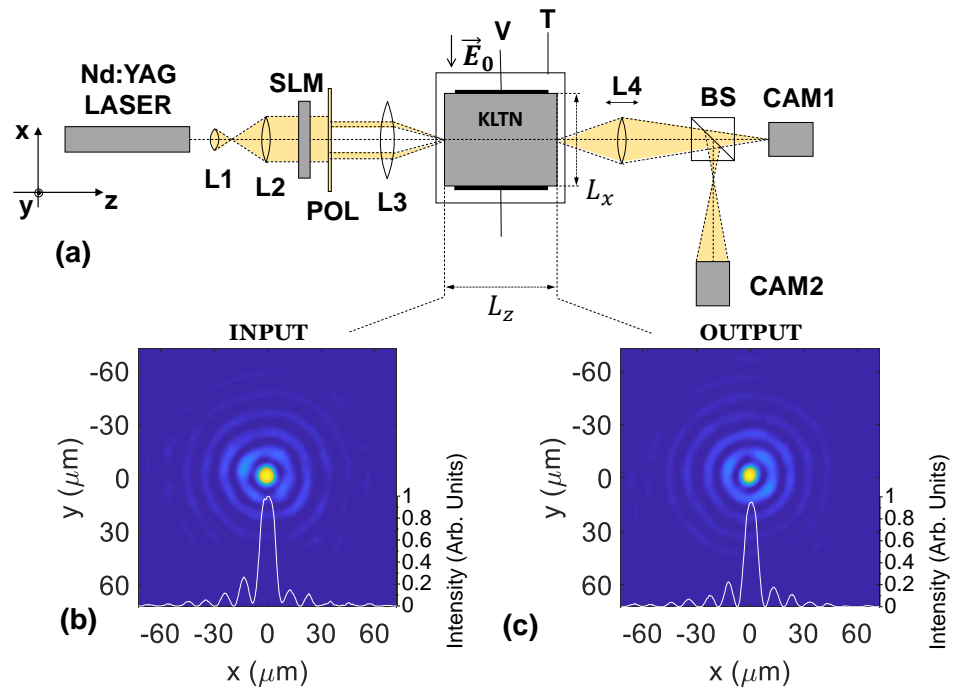 Nd:YAG
LASER
SLM
V
T
E⃗₀
KLTN
L4
BS
CAM1
x
y
z
L1
L2
POL
L3
Lₓ
(a)
CAM2
L_z
INPUT
OUTPUT
-60
-30
0
30
60
y (μm)
1
0.8
0.6
0.4
0.2
0
Intensity (Arb. Units)
(b)
-60 -30 0 30 60
x (μm)
-60
-30
0
30
60
y (μm)
1
0.8
0.6
0.4
0.2
0
Intensity (Arb. Units)
(c)
-60 -30 0 30 60
x (μm)